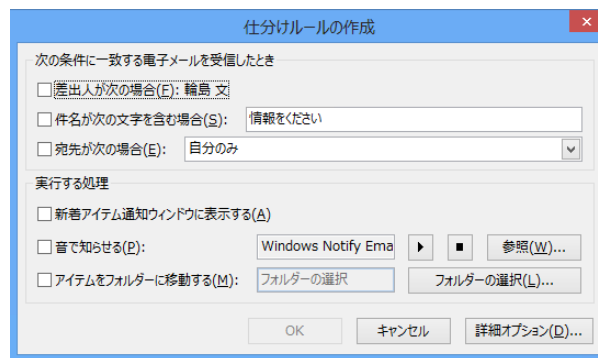 仕分けルールの作成
次の条件に一致する電子メールを受信したとき
差出人が次の場合(F): 輪島 文
件名が次の文字を含む場合(S): 情報をください
宛先が次の場合(E): 自分のみ
実行する処理
新着アイテム通知ウィンドウに表示する(A)
音で知らせる(P): Windows Notify Ema 参照(W)...
アイテムをフォルダーに移動する(M): フォルダーの選択 フォルダーの選択(L)...
OK キャンセル 詳細オプション(D)...